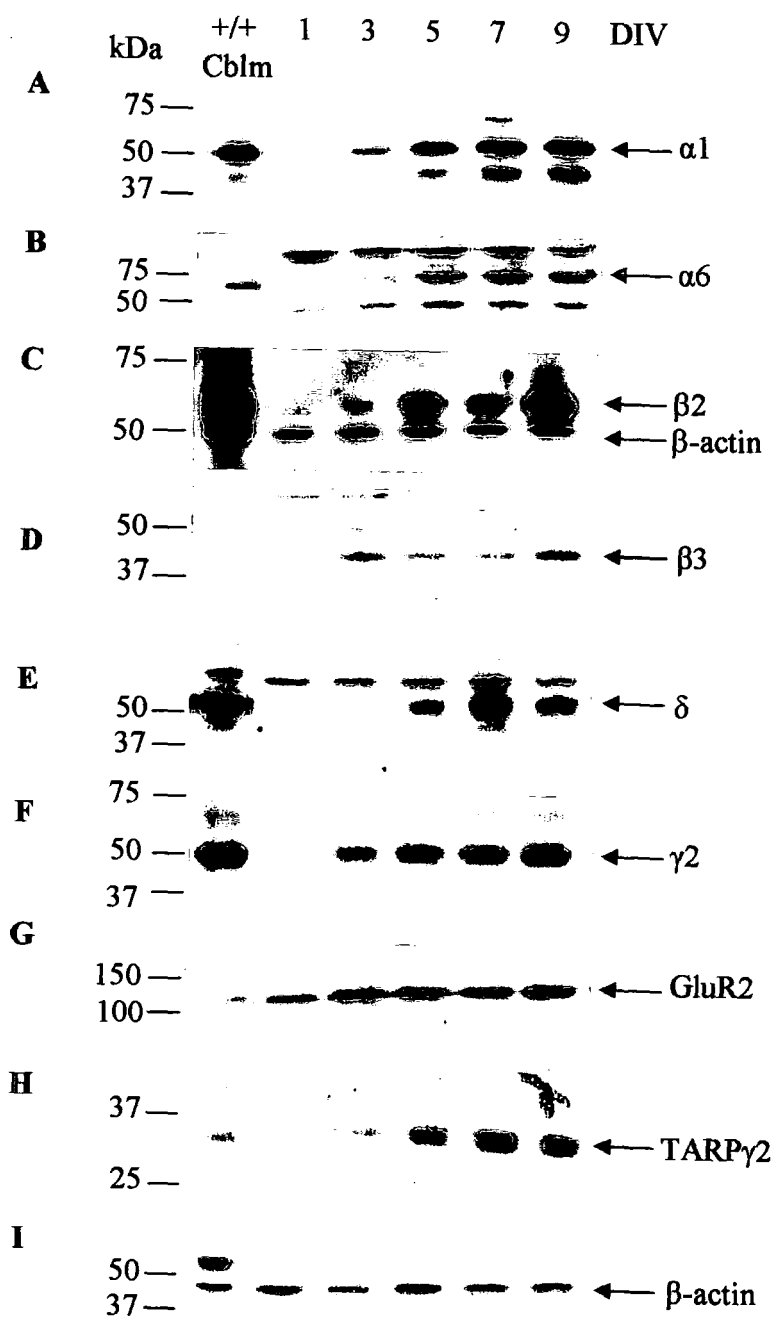 kDa +/+ Cblm 1 3 5 7 9 DIV
A
75
50
37
α1
B
75
50
α6
C
75
50
β2
β-actin
D
50
37
β3
E
50
37
δ
F
75
50
37
γ2
G
150
100
GluR2
H
37
25
TARPγ2
I
50
37
β-actin